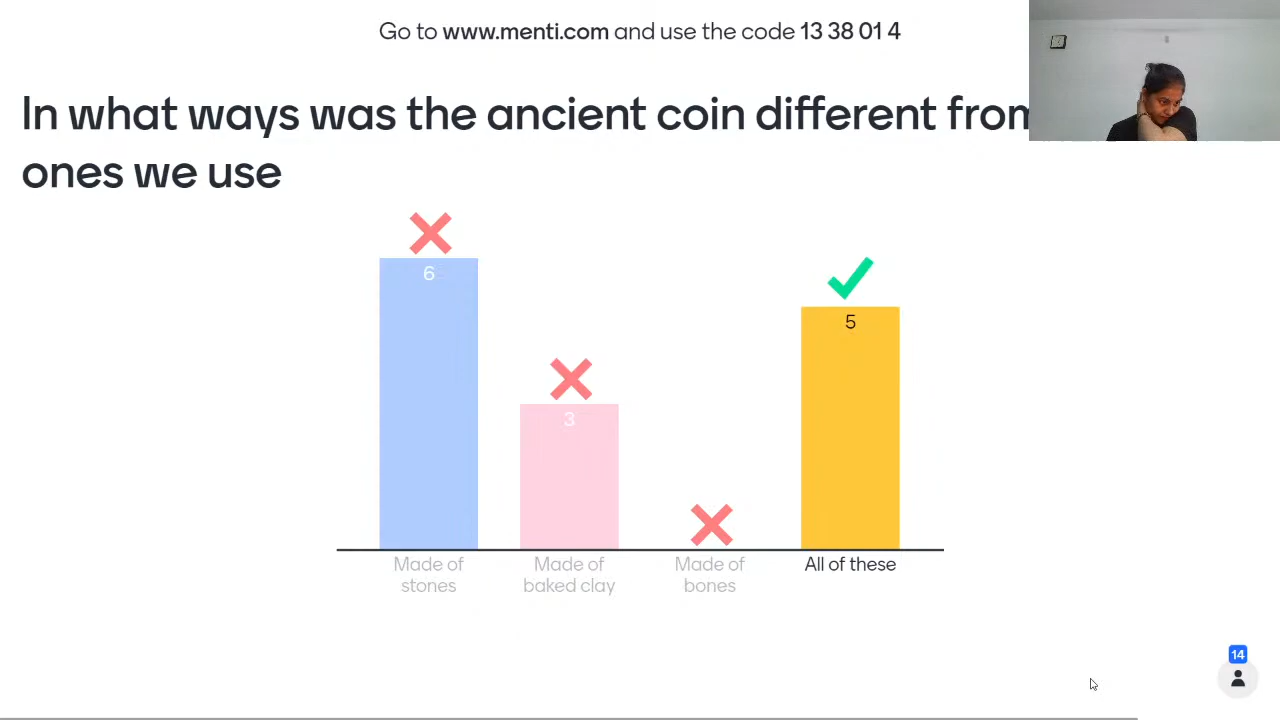 Go to www.menti.com and use the code 13 38 01 4
In what ways was the ancient coin different from
ones we use
6
3
5
Made of
stones
Made of
baked clay
Made of
bones
All of these
14